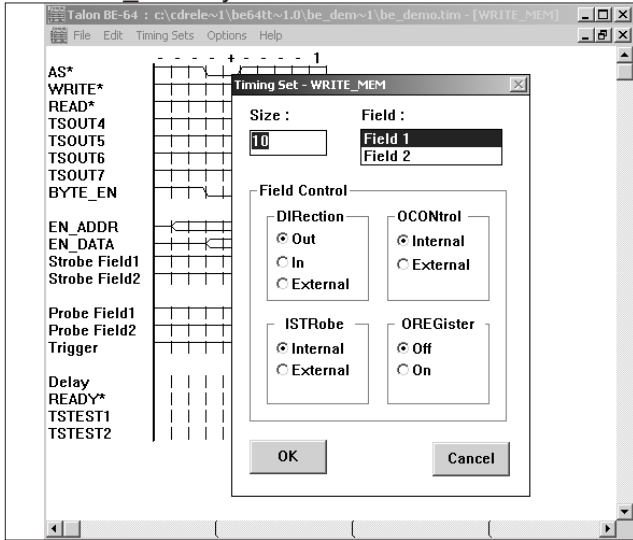 Talon BE-64 : c:\cdrele~1\be64tt~1.0\be_dem~1\be_demo.tim - [WRITE_MEM]
File Edit Timing Sets Options Help
- - - - + - - - - 1
AS*
WRITE*
READ*
TSOUT4
TSOUT5
TSOUT6
TSOUT7
BYTE_EN
EN_ADDR
EN_DATA
Strobe Field1
Strobe Field2
Probe Field1
Probe Field2
Trigger
Delay
READY*
TSTEST1
TSTEST2
Timing Set - WRITE_MEM
Size : Field :
10 Field 1
Field 2
Field Control
DIRection OCONtrol
Out Internal
In External
External
ISTRobe OREGister
Internal Off
External On
OK Cancel